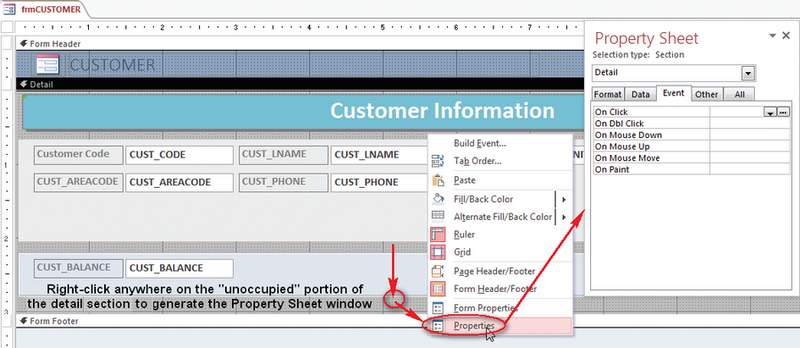 frmCUSTOMER
Form Header
CUSTOMER
Detail
Customer Information
Customer Code CUST_CODE CUST_LNAME CUST_LNAME
CUST_AREACODE CUST_AREACODE CUST_PHONE CUST_PHONE
CUST_BALANCE CUST_BALANCE
Right-click anywhere on the "unoccupied" portion of
the detail section to generate the Property Sheet window
Form Footer
Build Event...
Tab Order...
Paste
Fill/Back Color
Alternate Fill/Back Color
Ruler
Grid
Page Header/Footer
Form Header/Footer
Form Properties
Properties
Property Sheet
Selection type: Section
Detail
Format Data Event Other All
On Click
On Dbl Click
On Mouse Down
On Mouse Up
On Mouse Move
On Paint